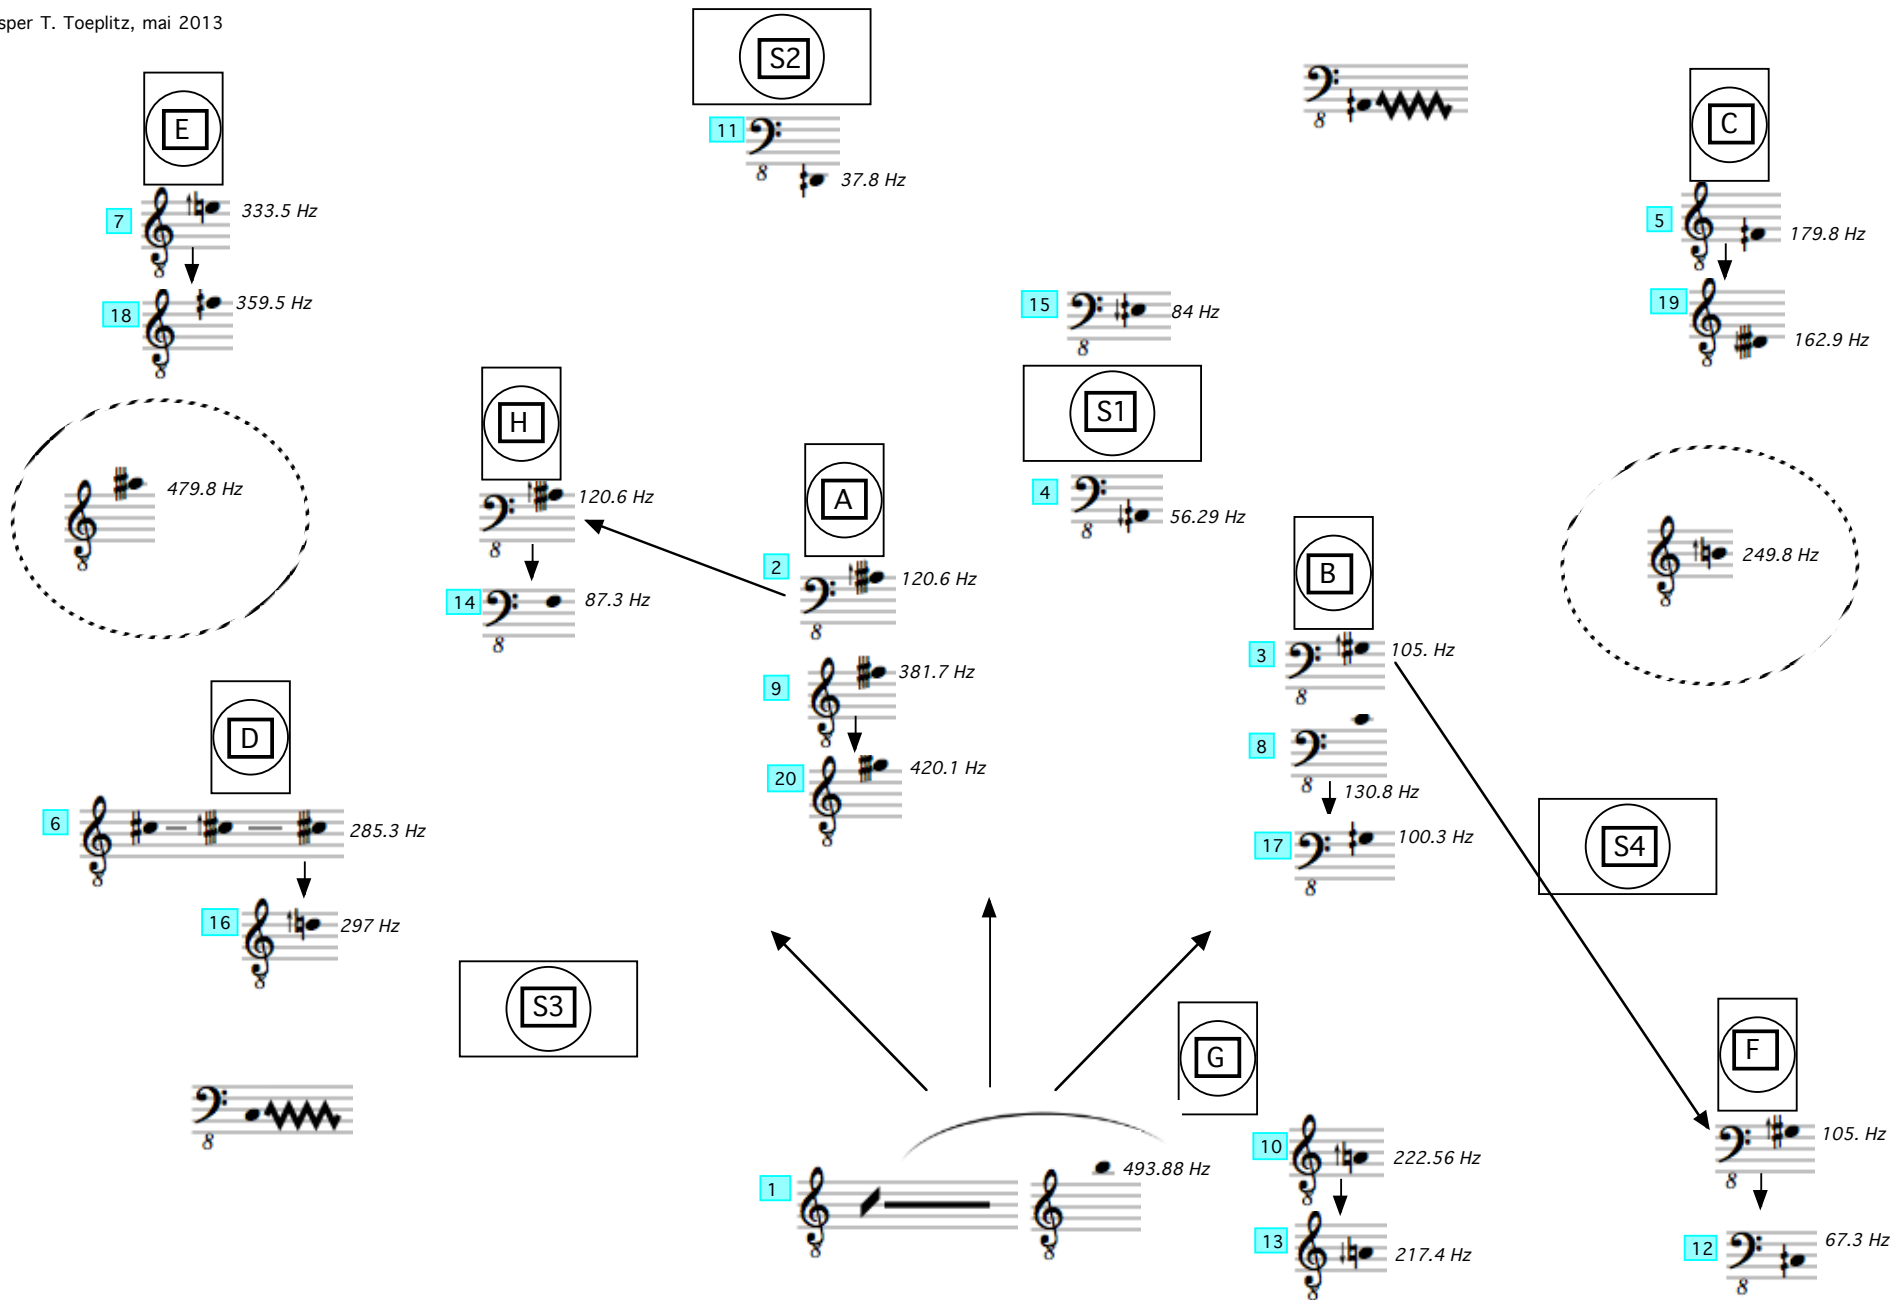 sper T. Toeplitz, mai 2013
S2
E
C
11
37.8 Hz
7
333.5 Hz
5
179.8 Hz
18
359.5 Hz
15
84 Hz
19
162.9 Hz
H
S1
A
479.8 Hz
120.6 Hz
4
56.29 Hz
B
249.8 Hz
2
120.6 Hz
14
87.3 Hz
3
105. Hz
D
9
381.7 Hz
8
130.8 Hz
20
420.1 Hz
6
285.3 Hz
17
100.3 Hz
S4
16
297 Hz
S3
G
F
10
222.56 Hz
105. Hz
1
493.88 Hz
13
217.4 Hz
12
67.3 Hz